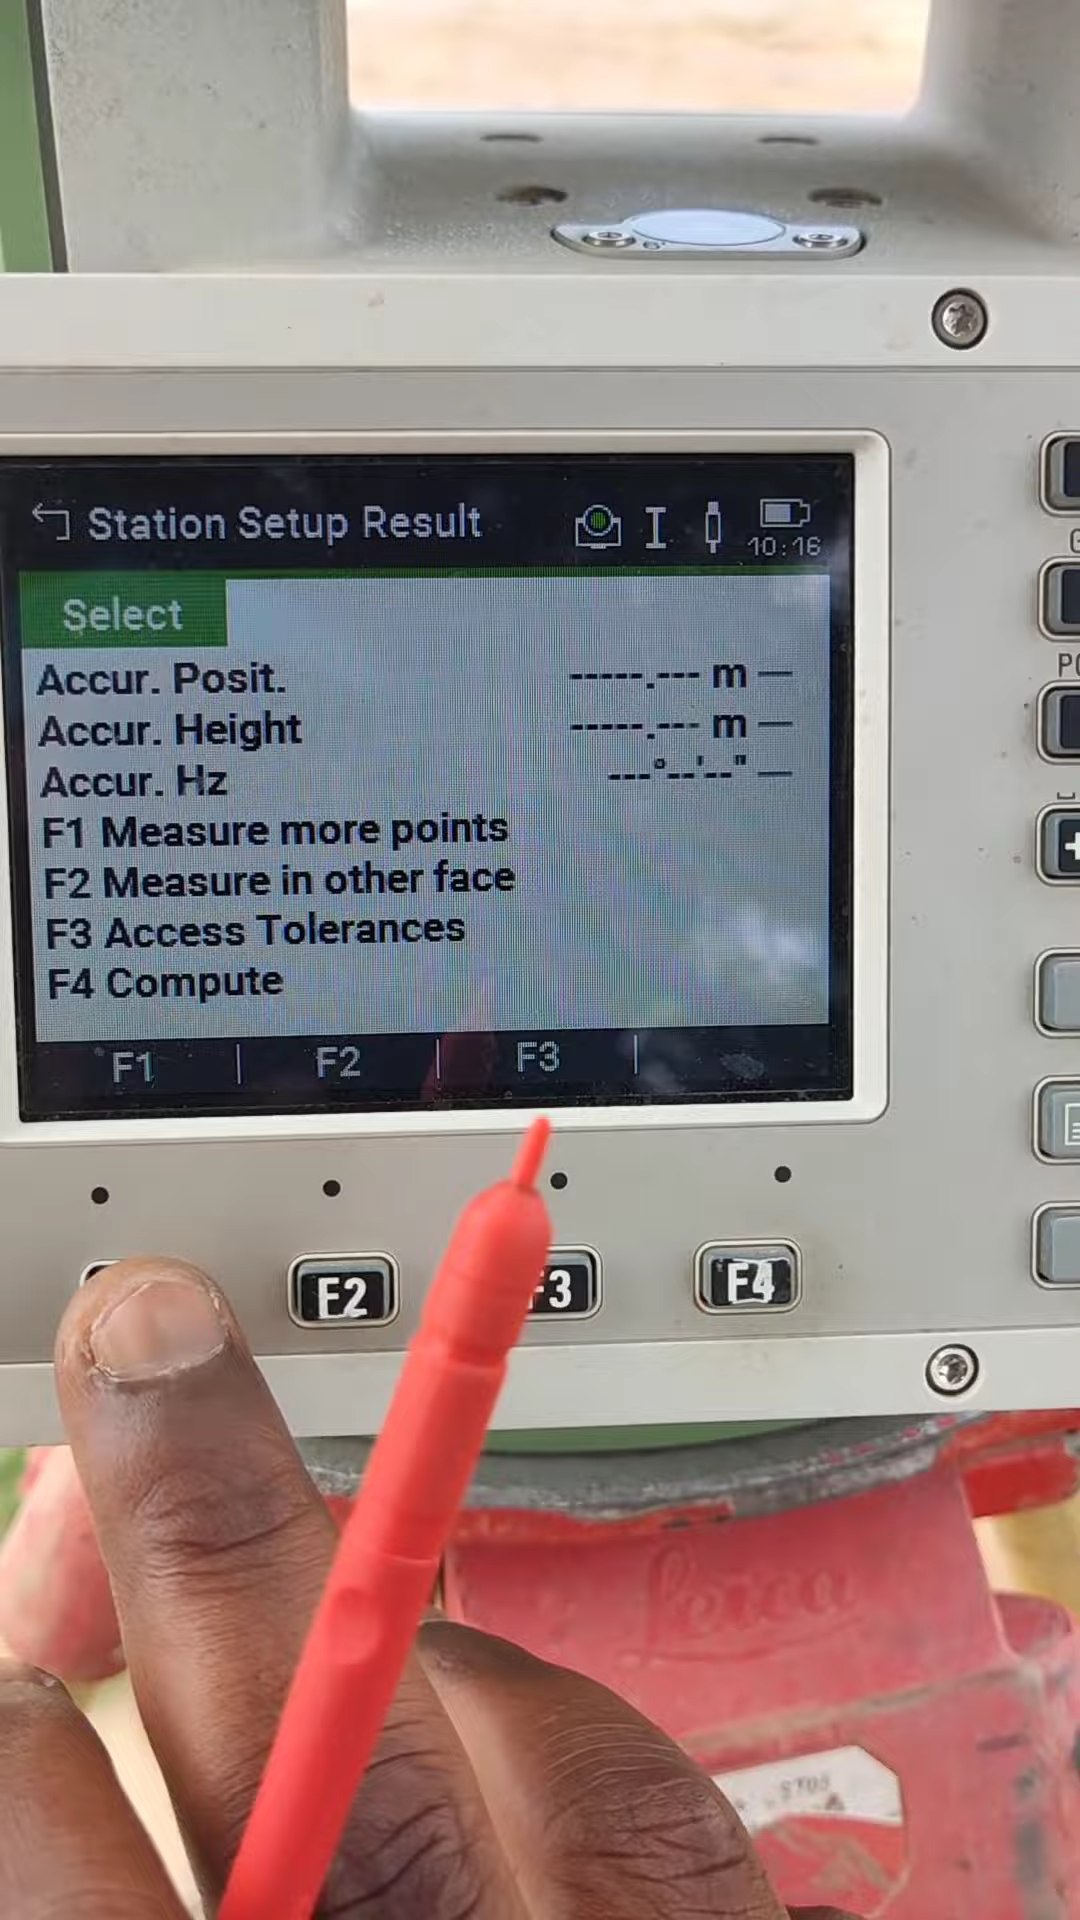 Station Setup Result
10:16
Select
Accur. Posit. -----.--- m —
Accur. Height -----.--- m —
Accur. Hz ---°--'--" —
F1 Measure more points
F2 Measure in other face
F3 Access Tolerances
F4 Compute
F1 | F2 | F3 |
F2 F3 F4
Leica